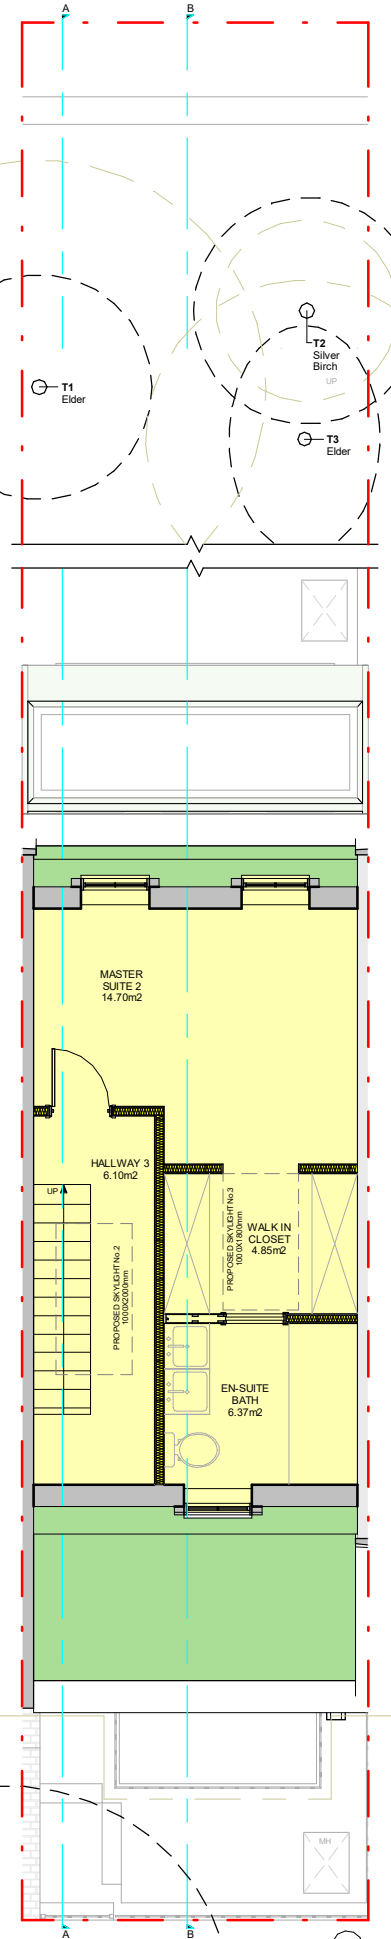 A
B
T2
Silver
Birch
UP
T1
Elder
T3
Elder
MASTER
SUITE 2
14.70m2
HALLWAY 3
6.10m2
UP
PROPOSED SKYLIGHT No.3
1000X1800mm
WALK IN
CLOSET
4.85m2
PROPOSED SKYLIGHT No.2
1000X2000mm
EN-SUITE
BATH
6.37m2
MH
A
B